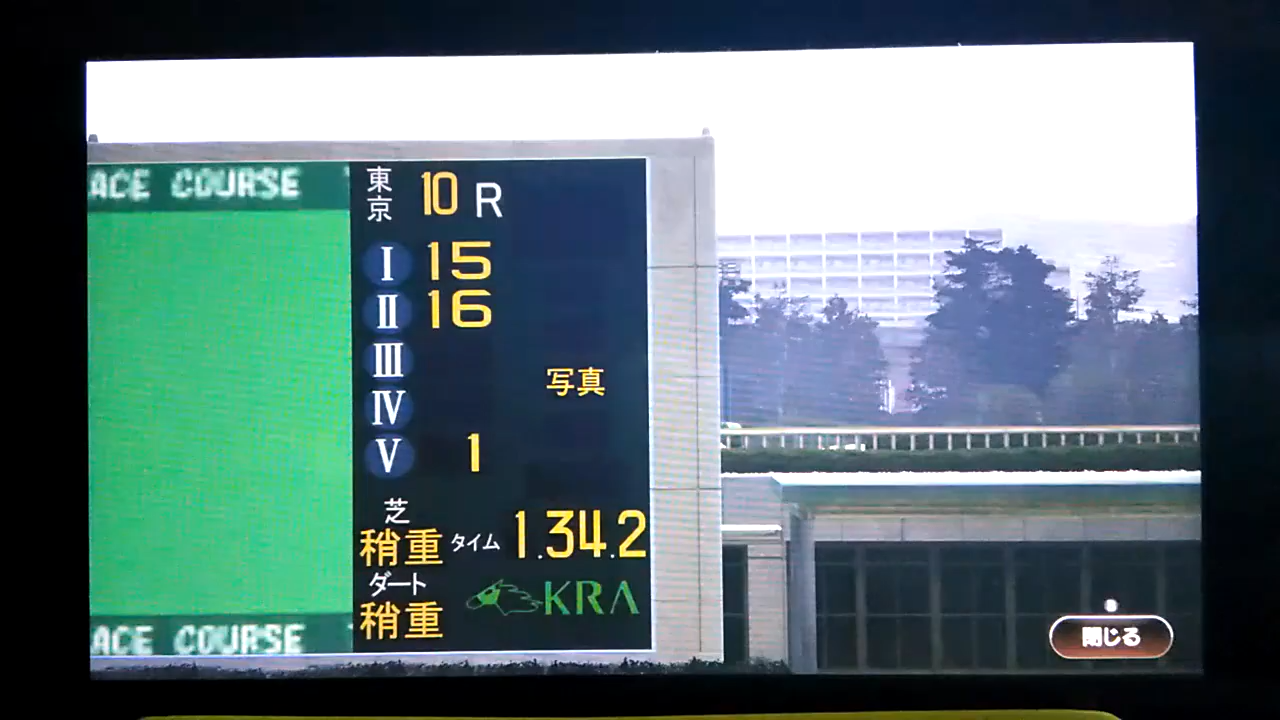 ACE COURSE
東京 10 R
I 15
II 16
III
写真
IV
V 1
芝
稍重 タイム 1.34.2
ダート
稍重
KRA
ACE COURSE
閉じる